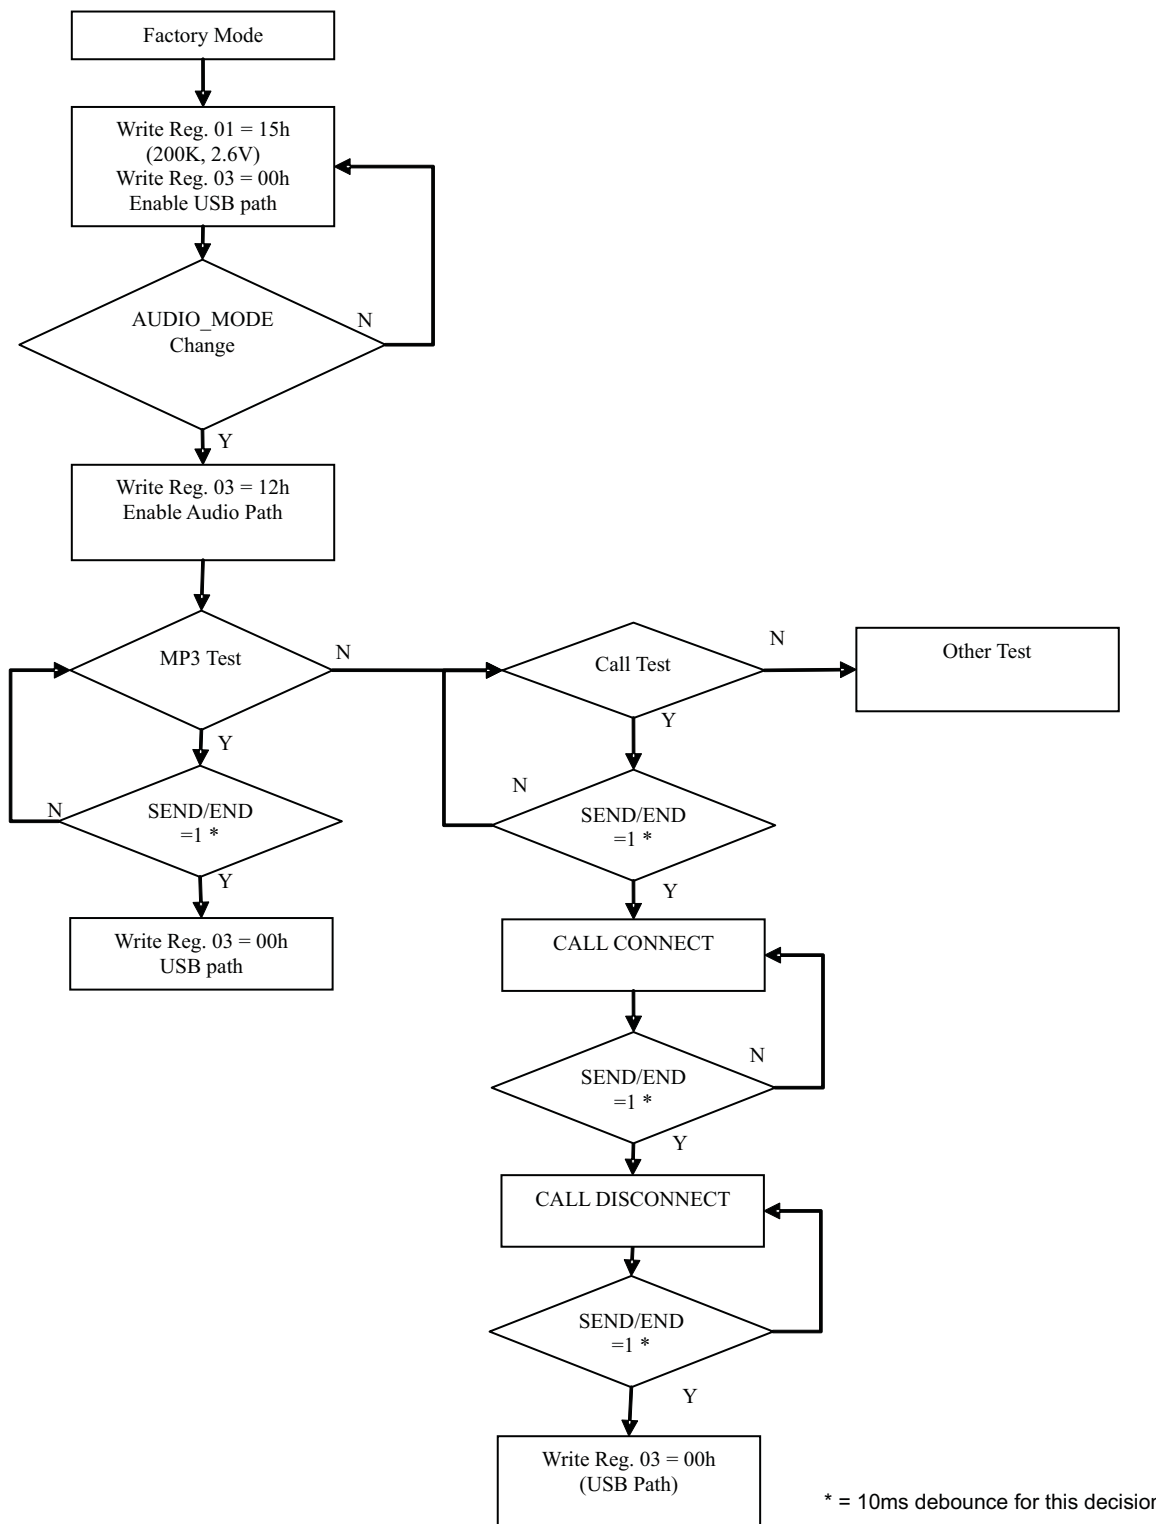 Factory Mode
Write Reg. 01 = 15h
(200K, 2.6V)
Write Reg. 03 = 00h
Enable USB path
AUDIO_MODE
Change
N
Y
Write Reg. 03 = 12h
Enable Audio Path
MP3 Test
N
Y
SEND/END
=1 *
N
Y
Write Reg. 03 = 00h
USB path
Call Test
N
Y
Other Test
SEND/END
=1 *
N
Y
CALL CONNECT
SEND/END
=1 *
N
Y
CALL DISCONNECT
SEND/END
=1 *
Y
Write Reg. 03 = 00h
(USB Path)
* = 10ms debounce for this decision